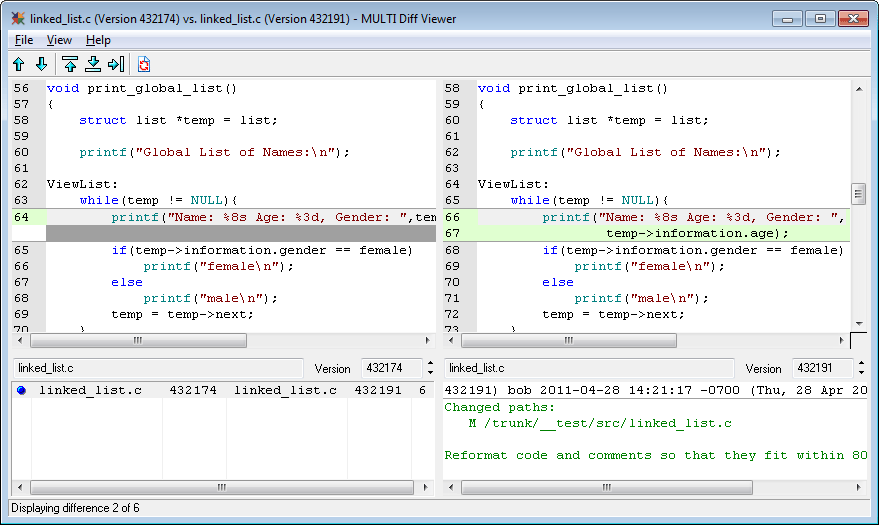 linked_list.c (Version 432174) vs. linked_list.c (Version 432191) - MULTI Diff Viewer
File View Help
56 void print_global_list()
57 {
58 struct list *temp = list;
59
60 printf("Global List of Names:\n");
61
62 ViewList:
63 while(temp != NULL){
64 printf("Name: %8s Age: %3d, Gender: ",tem
65 if(temp->information.gender == female)
66 printf("female\n");
67 else
68 printf("male\n");
69 temp = temp->next;
70 }
58 void print_global_list()
59 {
60 struct list *temp = list;
61
62 printf("Global List of Names:\n");
63
64 ViewList:
65 while(temp != NULL){
66 printf("Name: %8s Age: %3d, Gender: ",
67 temp->information.age);
68 if(temp->information.gender == female)
69 printf("female\n");
70 else
71 printf("male\n");
72 temp = temp->next;
73 }
linked_list.c Version 432174
linked_list.c Version 432191
linked_list.c 432174 linked_list.c 432191 6
432191) bob 2011-04-28 14:21:17 -0700 (Thu, 28 Apr 20
Changed paths:
M /trunk/__test/src/linked_list.c
Reformat code and comments so that they fit within 80
Displaying difference 2 of 6